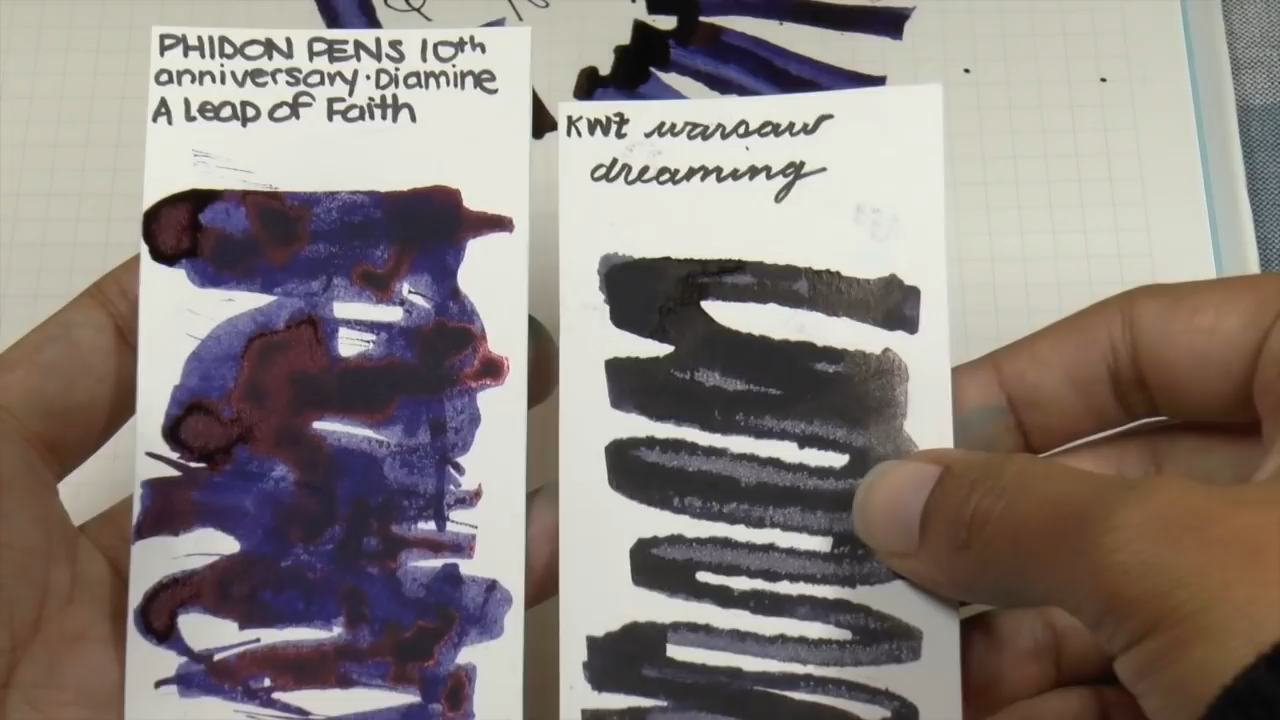 PHIDON PENS 10th
anniversary·Diamine
A Leap of Faith
KWZ warsaw
dreaming